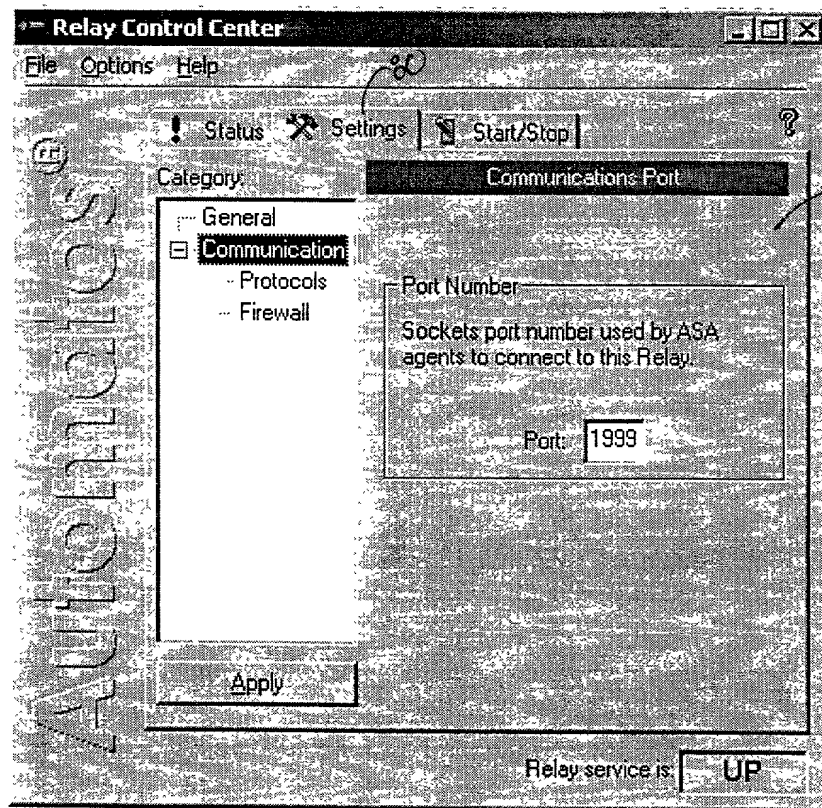 Relay Control Center
File Options Help
Status Settings Start/Stop ?
Category: Communications Port
General
Communication
Protocols
Firewall
Port Number
Sockets port number used by ASA
agents to connect to this Relay.
Port: 1999
Apply
Relay service is: UP
Automatos